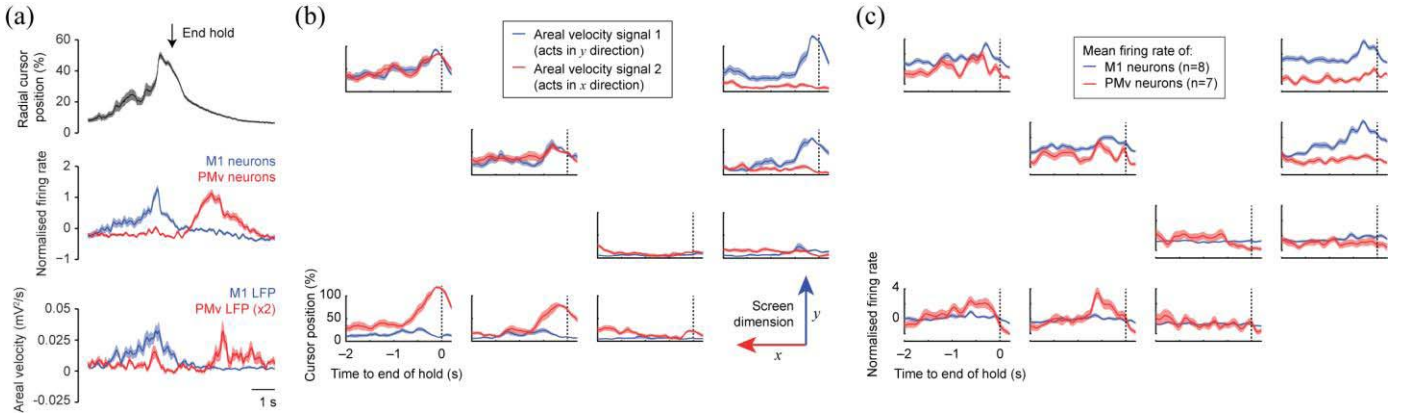 (a)
End hold
60
40
20
0
Radial cursor
position (%)
M1 neurons
PMv neurons
2
1
0
−1
Normalised firing rate
M1 LFP
PMv LFP (x2)
0.05
0.025
0
-0.025
Areal velocity (mV²/s)
1 s
(b)
Areal velocity signal 1
(acts in y direction)
Areal velocity signal 2
(acts in x direction)
Cursor position (%)
100
50
0
−2
−1
0
Time to end of hold (s)
Screen
dimension
y
x
(c)
Mean firing rate of:
M1 neurons (n=8)
PMv neurons (n=7)
Normalised firing rate
4
0
−2
−1
0
Time to end of hold (s)